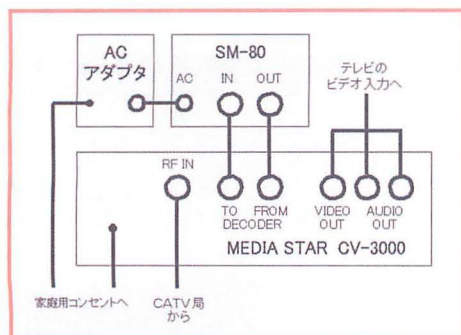 AC
アダプタ
SM-80
AC IN OUT
テレビの
ビデオ入力へ
RF IN
TO FROM
DECODER
VIDEO
OUT
AUDIO
OUT
MEDIA STAR CV-3000
家庭用コンセントへ
CATV局
から